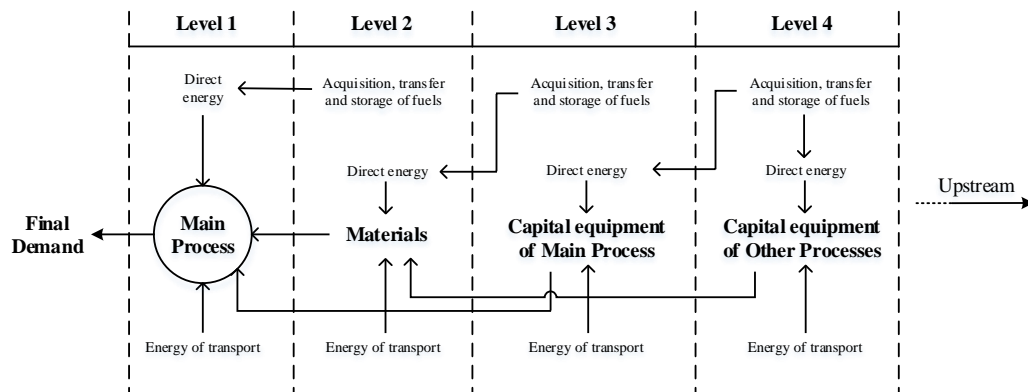 Level 1
Level 2
Level 3
Level 4
Direct
energy
Acquisition, transfer
and storage of fuels
Acquisition, transfer
and storage of fuels
Acquisition, transfer
and storage of fuels
Direct energy
Direct energy
Direct energy
Upstream
Final
Demand
Main
Process
Materials
Capital equipment
of Main Process
Capital equipment
of Other Processes
Energy of transport
Energy of transport
Energy of transport
Energy of transport